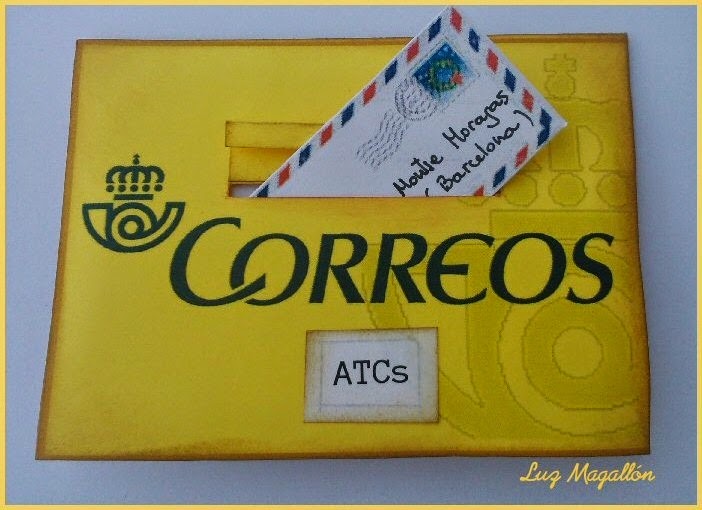 Montse Moragas
( Barcelona )
CORREOS
ATCs
Luz Magallón